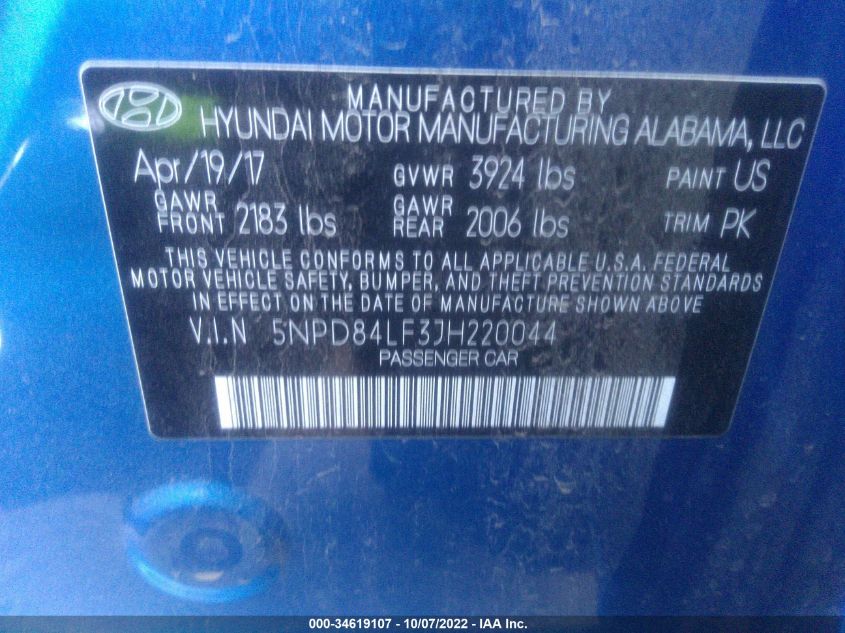 MANUFACTURED BY
HYUNDAI MOTOR MANUFACTURING ALABAMA, LLC
Apr/19/17 GVWR 3924 lbs PAINT US
GAWR FRONT 2183 lbs GAWR REAR 2006 lbs TRIM PK
THIS VEHICLE CONFORMS TO ALL APPLICABLE U.S.A. FEDERAL
MOTOR VEHICLE SAFETY, BUMPER, AND THEFT PREVENTION STANDARDS
IN EFFECT ON THE DATE OF MANUFACTURE SHOWN ABOVE.
V.I.N 5NPD84LF3JH220044
PASSENGER CAR
000-34619107 - 10/07/2022 - IAA Inc.